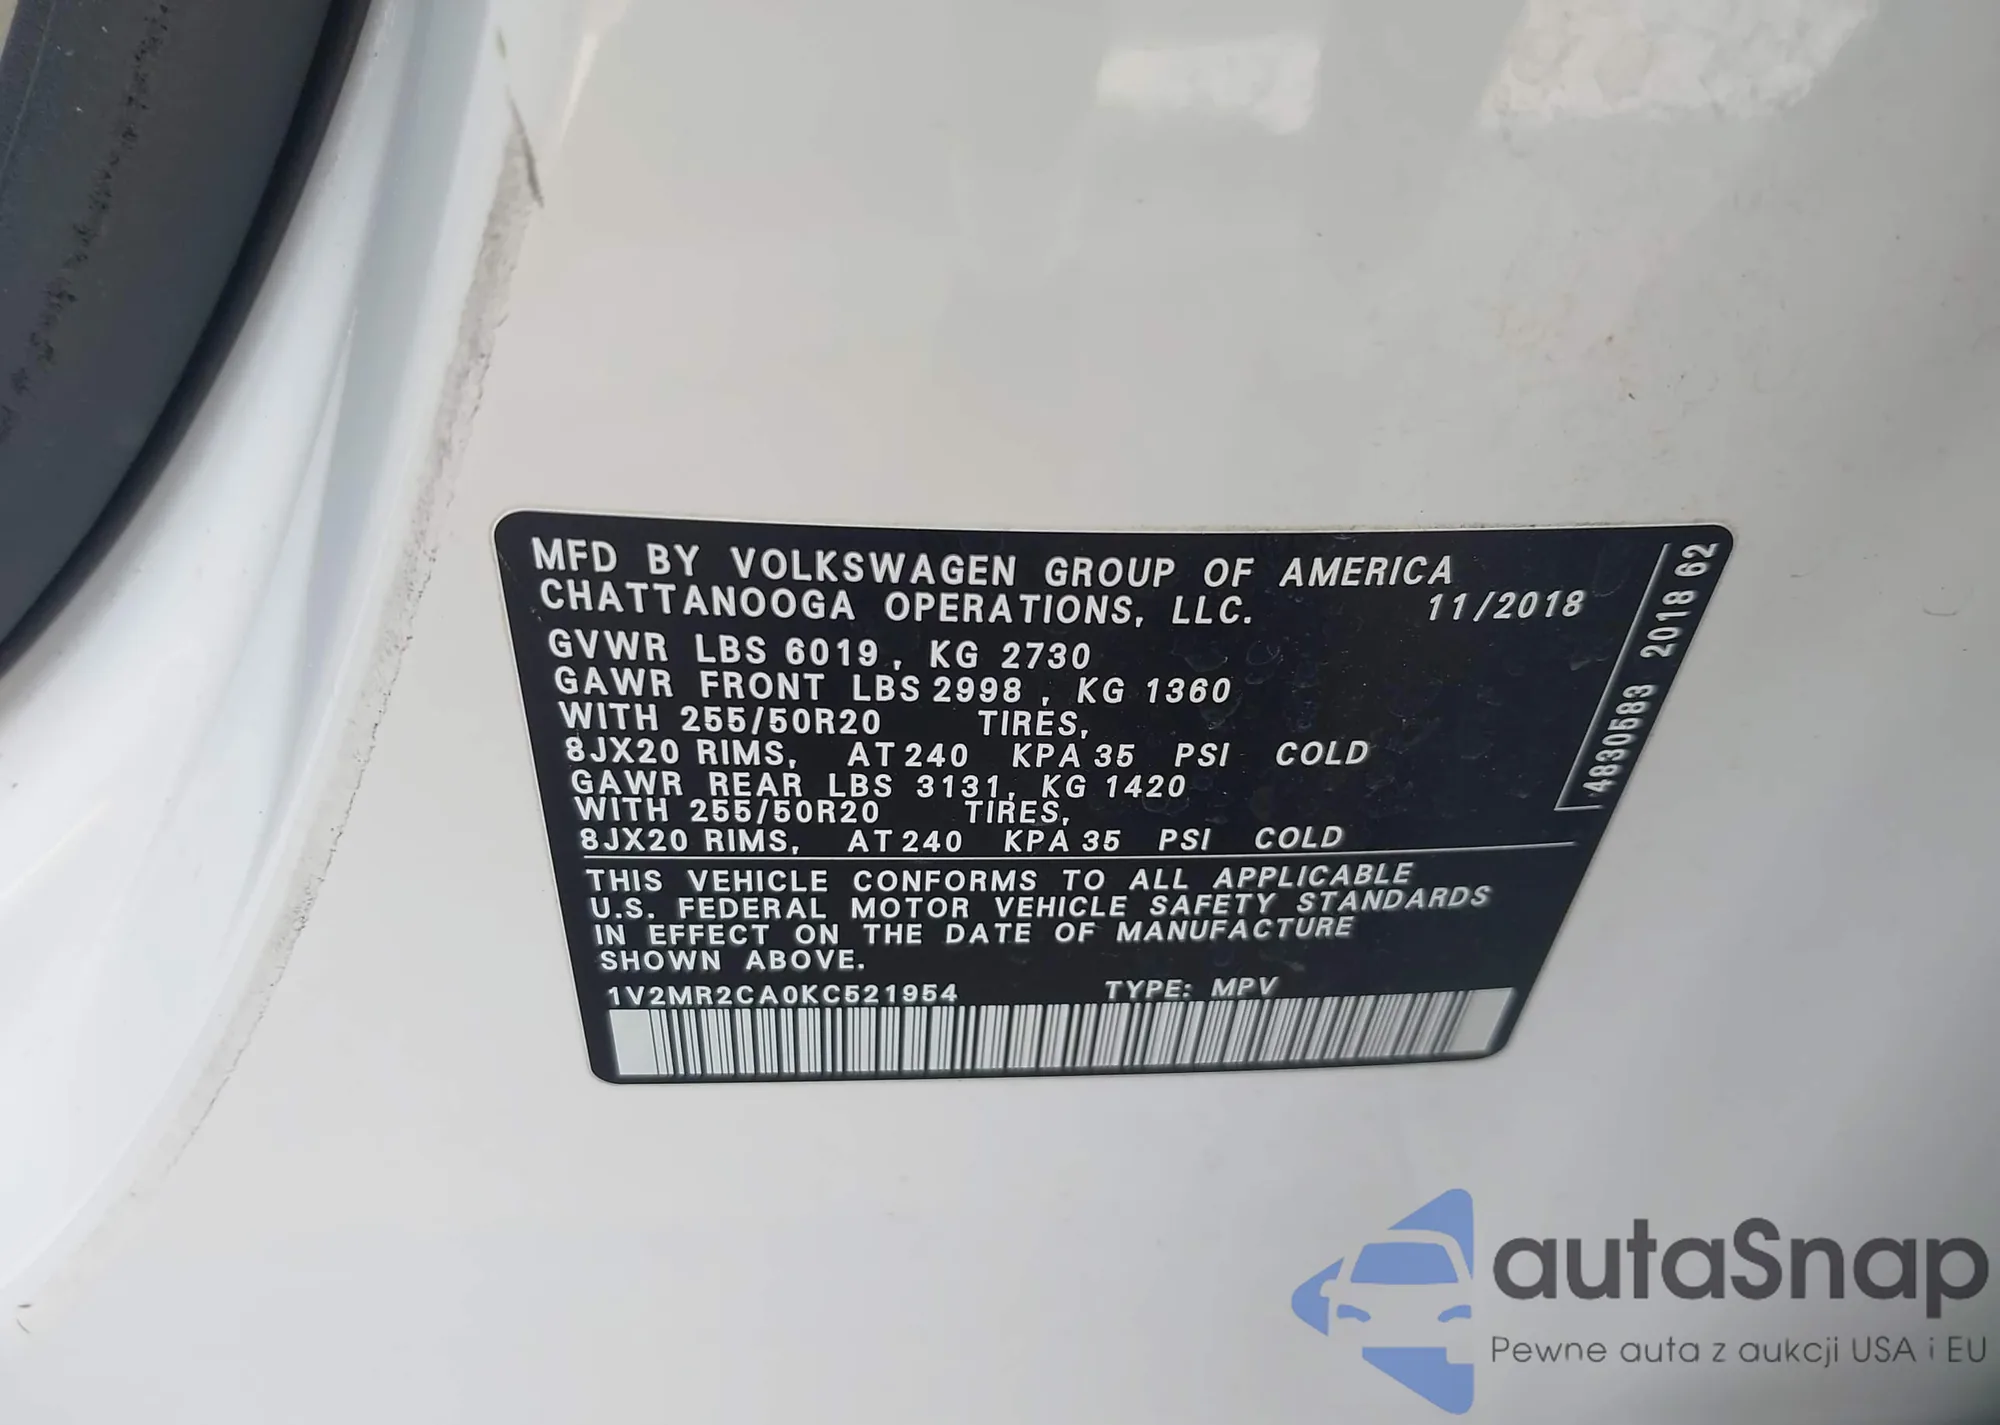 MFD BY VOLKSWAGEN GROUP OF AMERICA
CHATTANOOGA OPERATIONS, LLC. 11/2018
GVWR LBS 6019, KG 2730
GAWR FRONT LBS 2998, KG 1360
WITH 255/50R20 TIRES,
8JX20 RIMS, AT 240 KPA 35 PSI COLD
GAWR REAR LBS 3131, KG 1420
WITH 255/50R20 TIRES,
8JX20 RIMS, AT 240 KPA 35 PSI COLD
THIS VEHICLE CONFORMS TO ALL APPLICABLE
U.S. FEDERAL MOTOR VEHICLE SAFETY STANDARDS
IN EFFECT ON THE DATE OF MANUFACTURE
SHOWN ABOVE.
1V2MR2CA0KC521954 TYPE: MPV
4830583 2018 62
autaSnap
Pewne auta z aukcji USA i EU